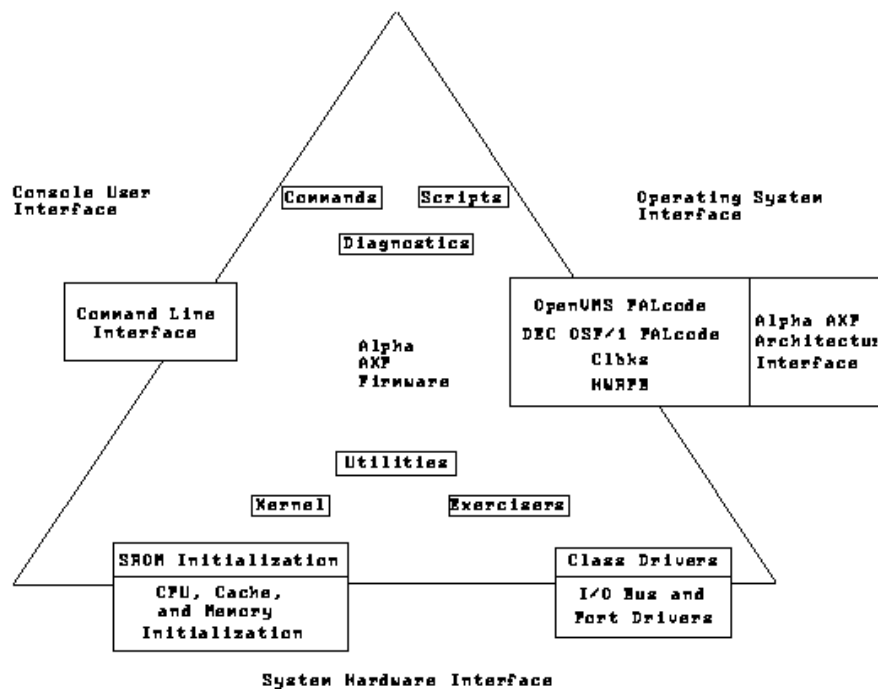 Console User
Interface
Commands
Scripts
Operating System
Interface
Diagnostics
Command Line
Interface
OpenVMS PALcode
DEC OSF/1 PALcode
Clbks
HWRPB
Alpha AXP
Architectur
Interface
Alpha
AXP
Firmware
Utilities
Kernel
Exercisers
SROM Initialization
CPU, Cache,
and Memory
Initialization
Class Drivers
I/O Bus and
Port Drivers
System Hardware Interface